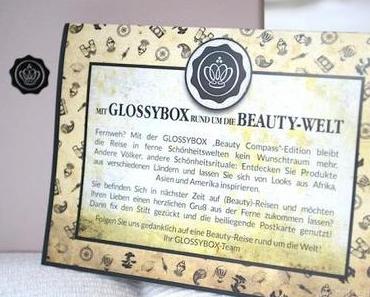 MIT GLOSSYBOX RUND UM DIE BEAUTY-WELT
Fernweh? Mit der GLOSSYBOX „Beauty Compass"-Edition bleibt
die Reise in ferne Schönheitswelten kein Wunschtraum mehr.
Andere Völker, andere Schönheitsrituale: Entdecken Sie Produkte
aus verschiedenen Ländern und lassen Sie sich von Looks aus Afrika,
Asien und Amerika inspirieren.
Sie befinden Sich in nächster Zeit auf (Beauty)-Reisen und möchten
Ihren Lieben einen herzlichen Gruß aus der Ferne zukommen lassen?
Dann fix den Stift gezückt und die beiliegende Postkarte genutzt!
Folgen Sie uns gedanklich auf eine Beauty-Reise rund um die Welt!
Ihr GLOSSYBOX-Team